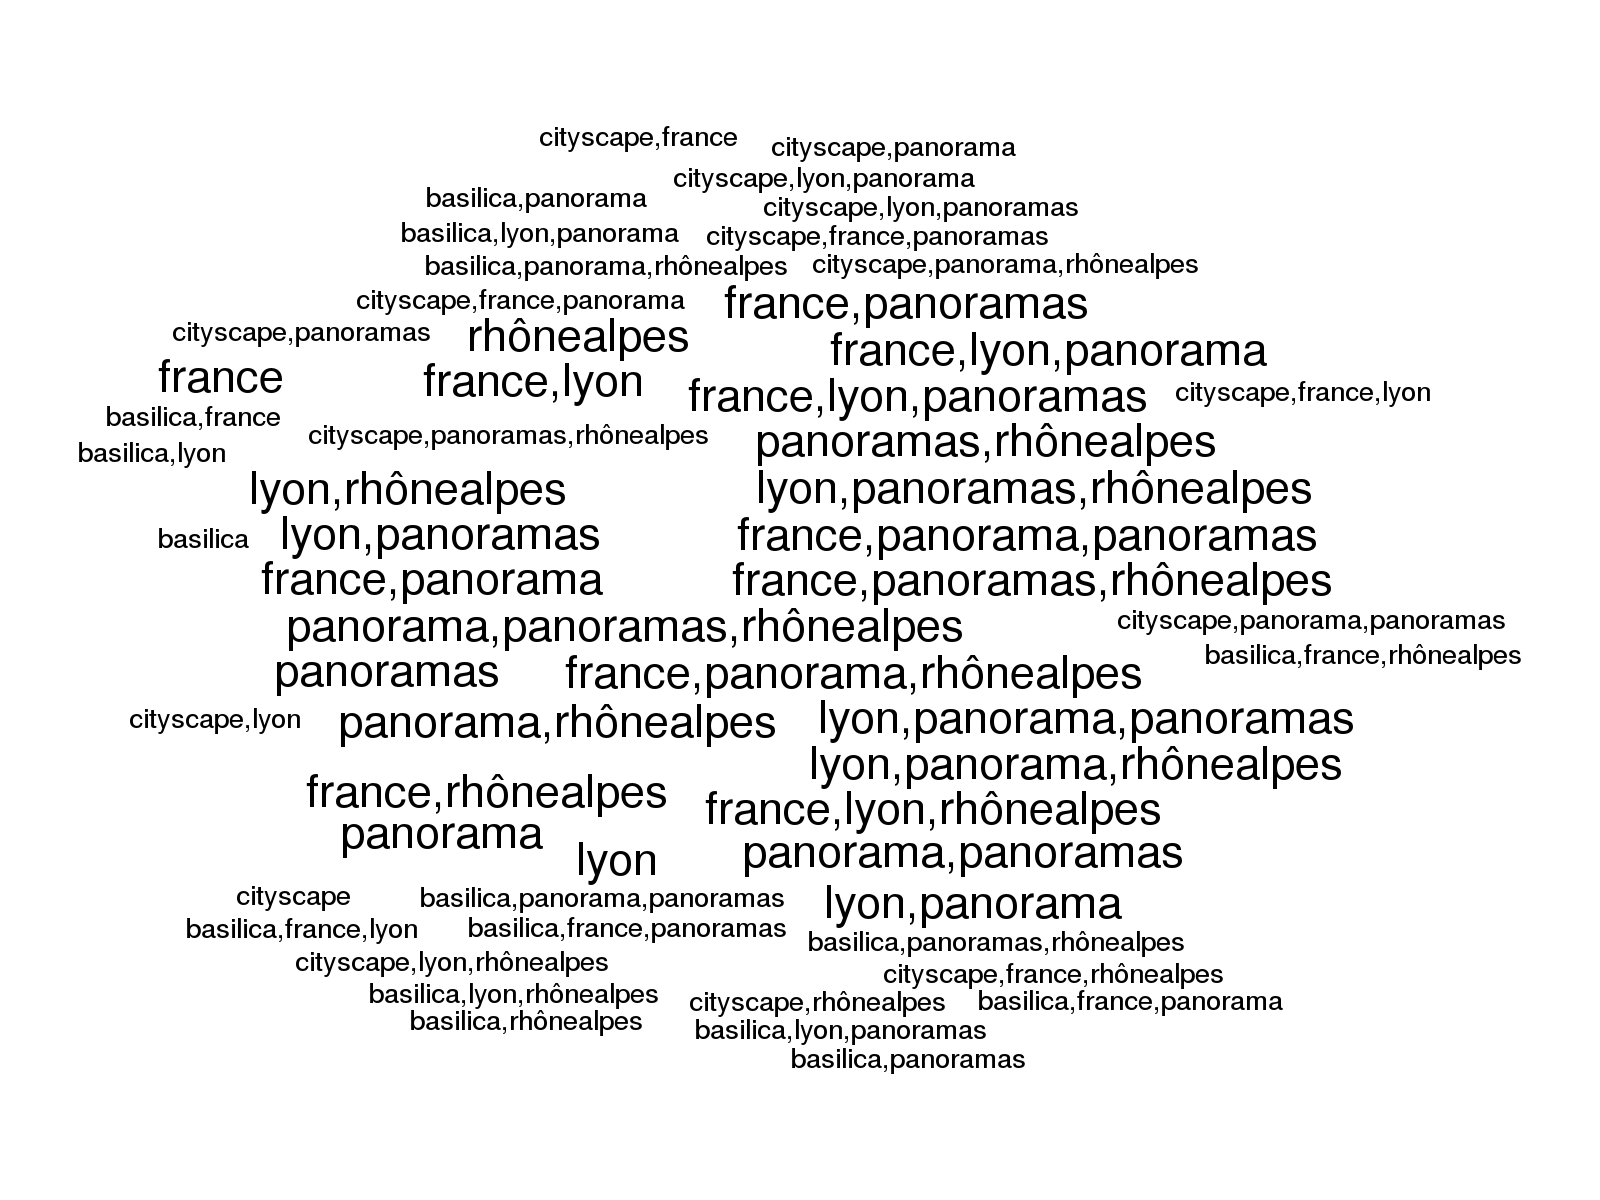 cityscape,france
cityscape,panorama
cityscape,lyon,panorama
basilica,panorama
cityscape,lyon,panoramas
basilica,lyon,panorama
cityscape,france,panoramas
basilica,panorama,rhônealpes
cityscape,panorama,rhônealpes
cityscape,france,panorama
france,panoramas
cityscape,panoramas
rhônealpes
france,lyon,panorama
france
france,lyon
france,lyon,panoramas
cityscape,france,lyon
basilica,france
cityscape,panoramas,rhônealpes
panoramas,rhônealpes
basilica,lyon
lyon,rhônealpes
lyon,panoramas,rhônealpes
basilica
lyon,panoramas
france,panorama,panoramas
france,panorama
france,panoramas,rhônealpes
panorama,panoramas,rhônealpes
cityscape,panorama,panoramas
basilica,france,rhônealpes
panoramas
france,panorama,rhônealpes
cityscape,lyon
panorama,rhônealpes
lyon,panorama,panoramas
lyon,panorama,rhônealpes
france,rhônealpes
france,lyon,rhônealpes
panorama
lyon
panorama,panoramas
cityscape
basilica,panorama,panoramas
lyon,panorama
basilica,france,lyon
basilica,france,panoramas
basilica,panoramas,rhônealpes
cityscape,lyon,rhônealpes
cityscape,france,rhônealpes
basilica,lyon,rhônealpes
cityscape,rhônealpes
basilica,france,panorama
basilica,rhônealpes
basilica,lyon,panoramas
basilica,panoramas